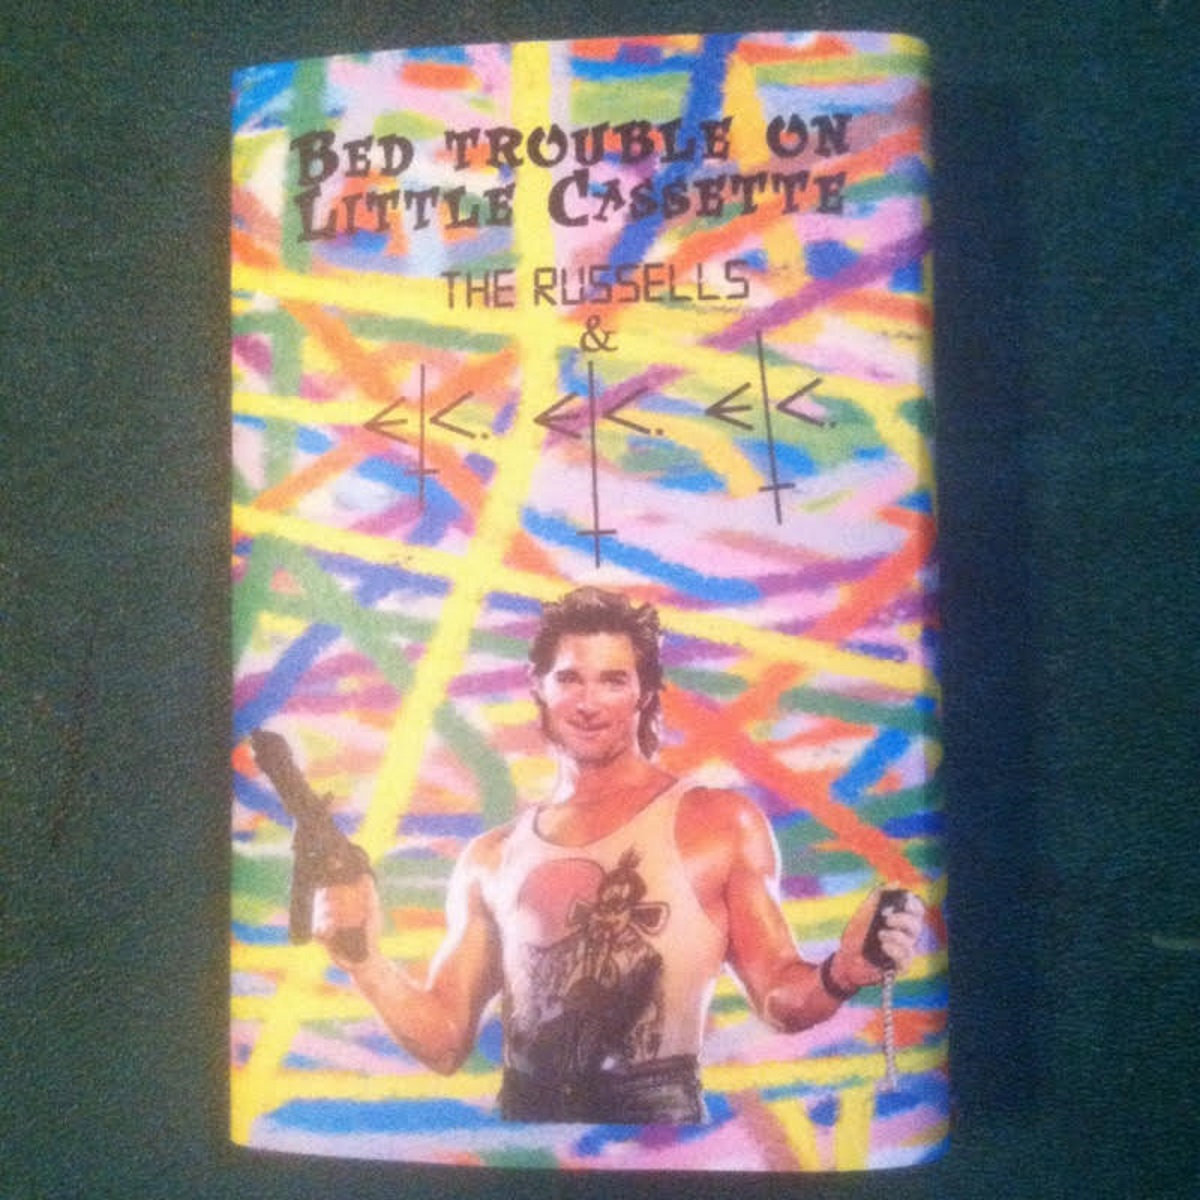 BED TROUBLE ON
LITTLE CASSETTE
THE RUSSELLS
&
E|C. E|C. E|C.